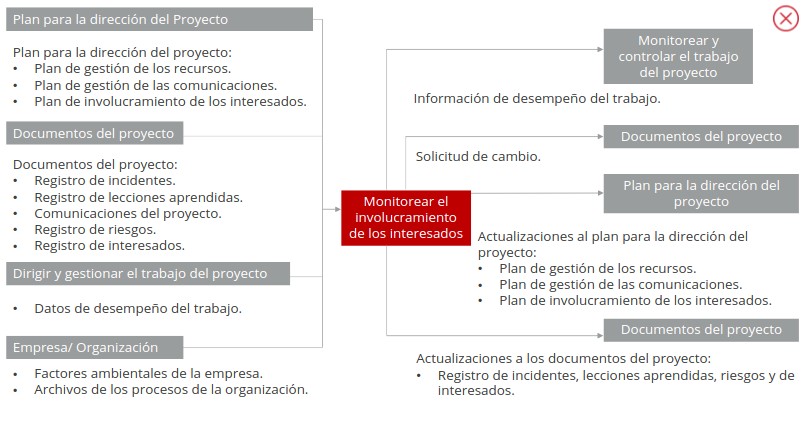 Plan para la dirección del Proyecto
Plan para la dirección del proyecto:
• Plan de gestión de los recursos.
• Plan de gestión de las comunicaciones.
• Plan de involucramiento de los interesados.
Documentos del proyecto
Documentos del proyecto:
• Registro de incidentes.
• Registro de lecciones aprendidas.
• Comunicaciones del proyecto.
• Registro de riesgos.
• Registro de interesados.
Dirigir y gestionar el trabajo del proyecto
• Datos de desempeño del trabajo.
Empresa/ Organización
• Factores ambientales de la empresa.
• Archivos de los procesos de la organización.
Monitorear el
involucramiento
de los interesados
Monitorear y
controlar el trabajo
del proyecto
Información de desempeño del trabajo.
Documentos del proyecto
Solicitud de cambio.
Plan para la dirección del
proyecto
Actualizaciones al plan para la dirección del
proyecto:
• Plan de gestión de los recursos.
• Plan de gestión de las comunicaciones.
• Plan de involucramiento de los interesados.
Documentos del proyecto
Actualizaciones a los documentos del proyecto:
• Registro de incidentes, lecciones aprendidas, riesgos y de
interesados.